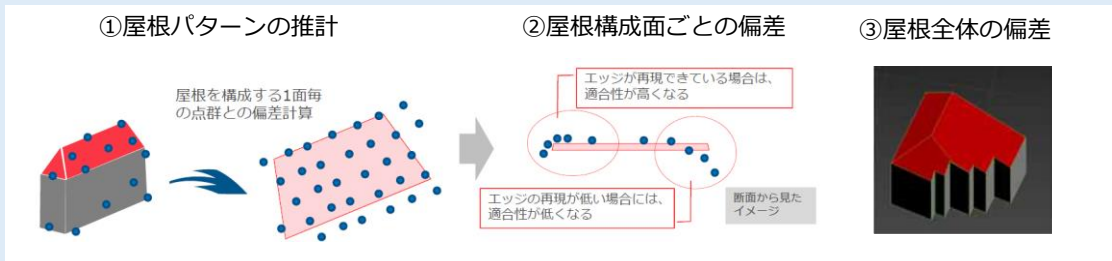 ①屋根パターンの推計
屋根を構成する1面毎
の点群との偏差計算
②屋根構成面ごとの偏差
エッジが再現できている場合は、
適合性が高くなる
エッジの再現が低い場合には、
適合性が低くなる
断面から見た
イメージ
③屋根全体の偏差